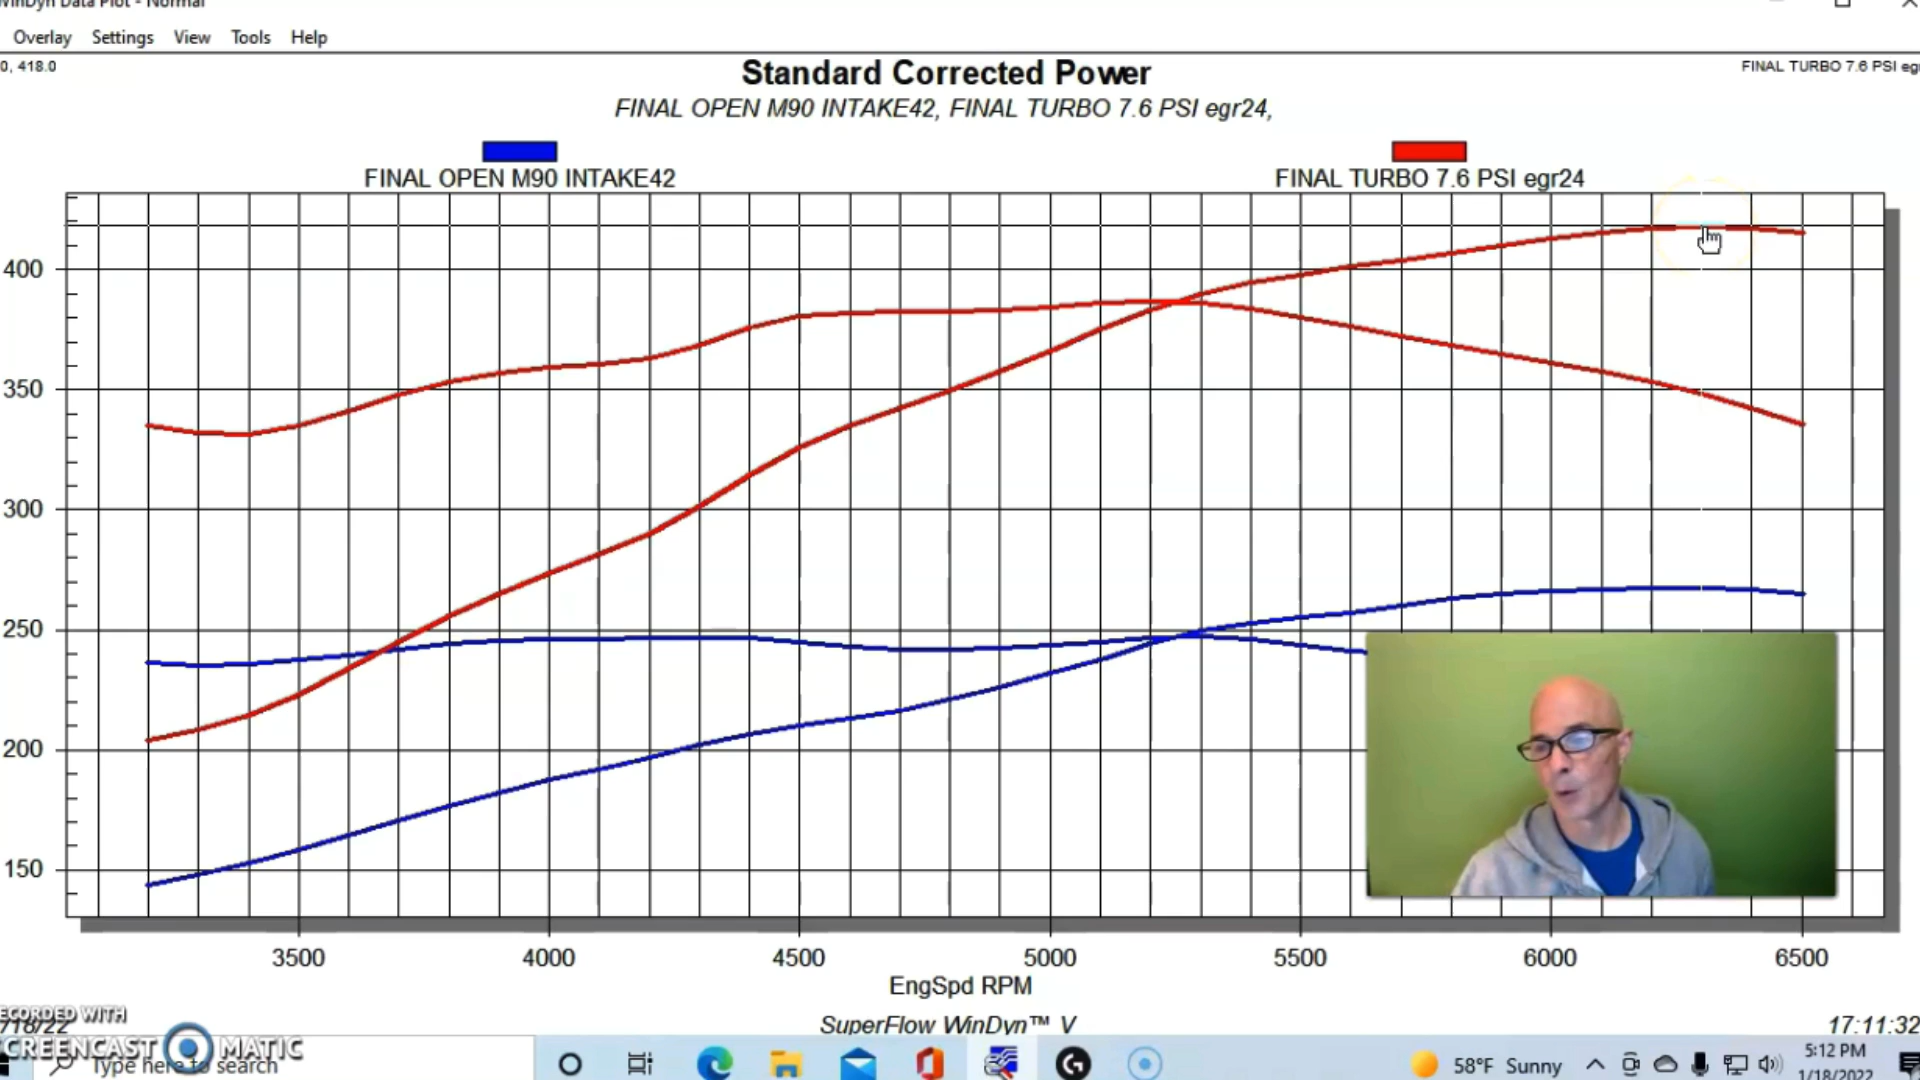 WinDyn Data Plot - Normal
Overlay Settings View Tools Help
0, 418.0
FINAL TURBO 7.6 PSI eg
Standard Corrected Power
FINAL OPEN M90 INTAKE42, FINAL TURBO 7.6 PSI egr24,
FINAL OPEN M90 INTAKE42
FINAL TURBO 7.6 PSI egr24
400
350
300
250
200
150
3500 4000 4500 5000 5500 6000 6500
EngSpd RPM
RECORDED WITH
/18/22
SuperFlow WinDyn™ V
17:11:32
SCREENCAST MATIC
Type here to search
58°F Sunny
5:12 PM
1/18/2022